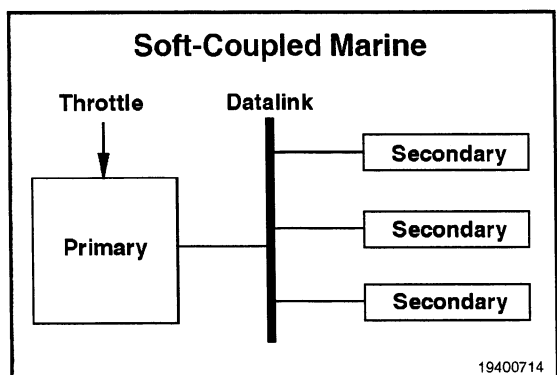 Soft-Coupled Marine
Throttle
Datalink
Secondary
Primary
Secondary
Secondary
19400714